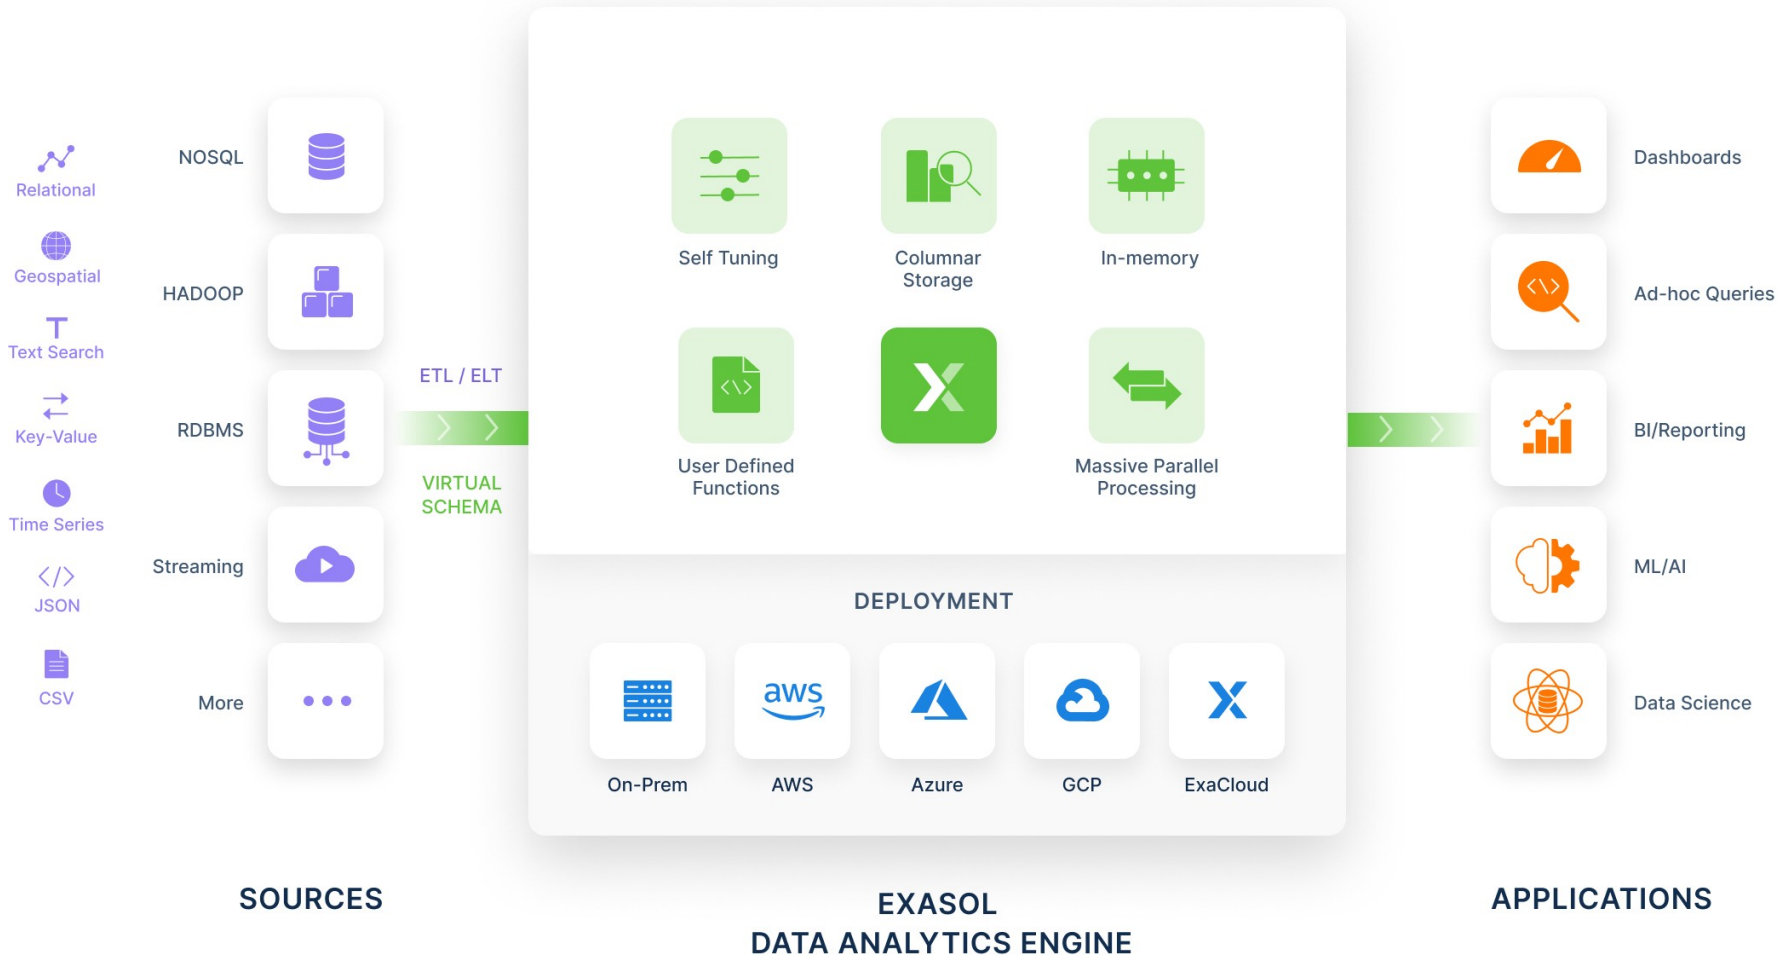 Relational
Geospatial
Text Search
Key-Value
Time Series
JSON
CSV
NOSQL
HADOOP
RDBMS
Streaming
More
ETL / ELT
VIRTUAL
SCHEMA
Self Tuning
Columnar
Storage
In-memory
User Defined
Functions
Massive Parallel
Processing
DEPLOYMENT
aws
On-Prem
AWS
Azure
GCP
ExaCloud
Dashboards
Ad-hoc Queries
BI/Reporting
ML/AI
Data Science
SOURCES
EXASOL
DATA ANALYTICS ENGINE
APPLICATIONS